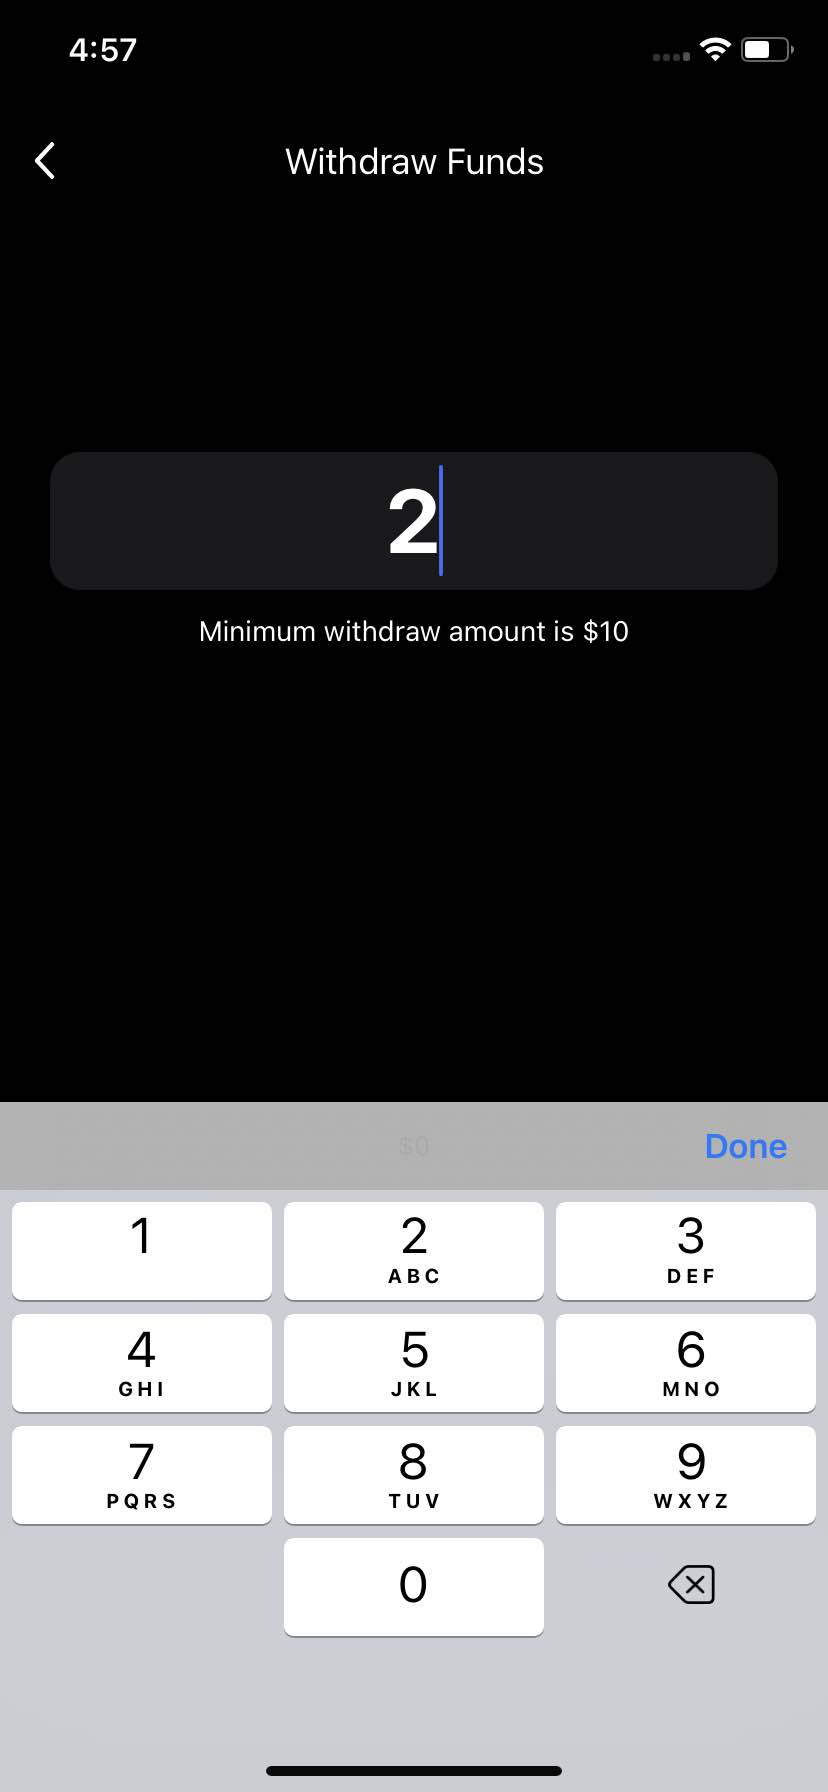 4:57
Withdraw Funds
2
Minimum withdraw amount is $10
$0
Done
1
2
ABC
3
DEF
4
GHI
5
JKL
6
MNO
7
PQRS
8
TUV
9
WXYZ
0